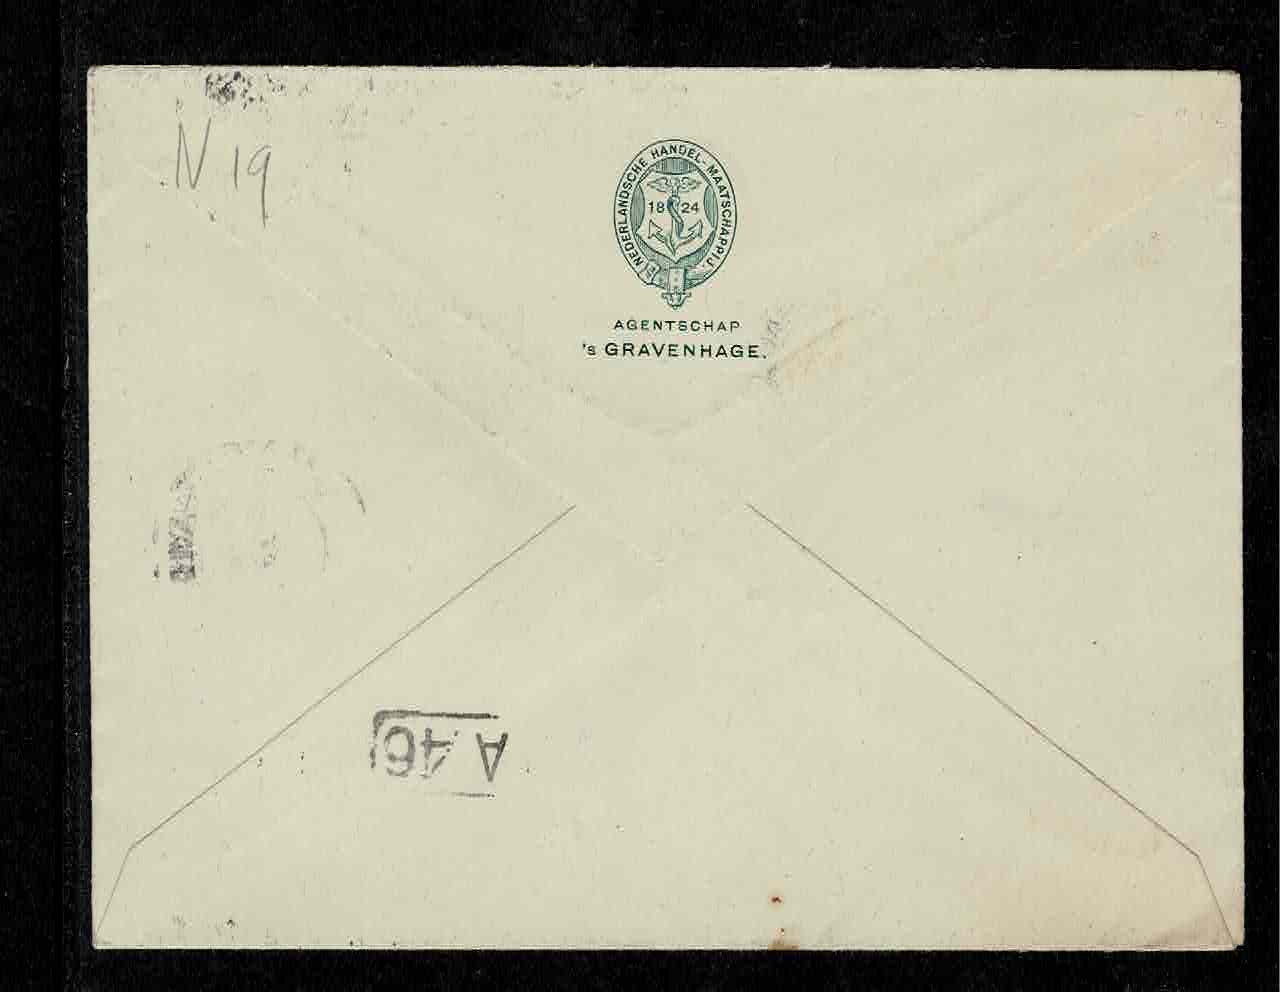 N 19
NEDERLANDSCHE HANDEL-MAATSCHAPPIJ.
18 24
AGENTSCHAP
's GRAVENHAGE.
A 46